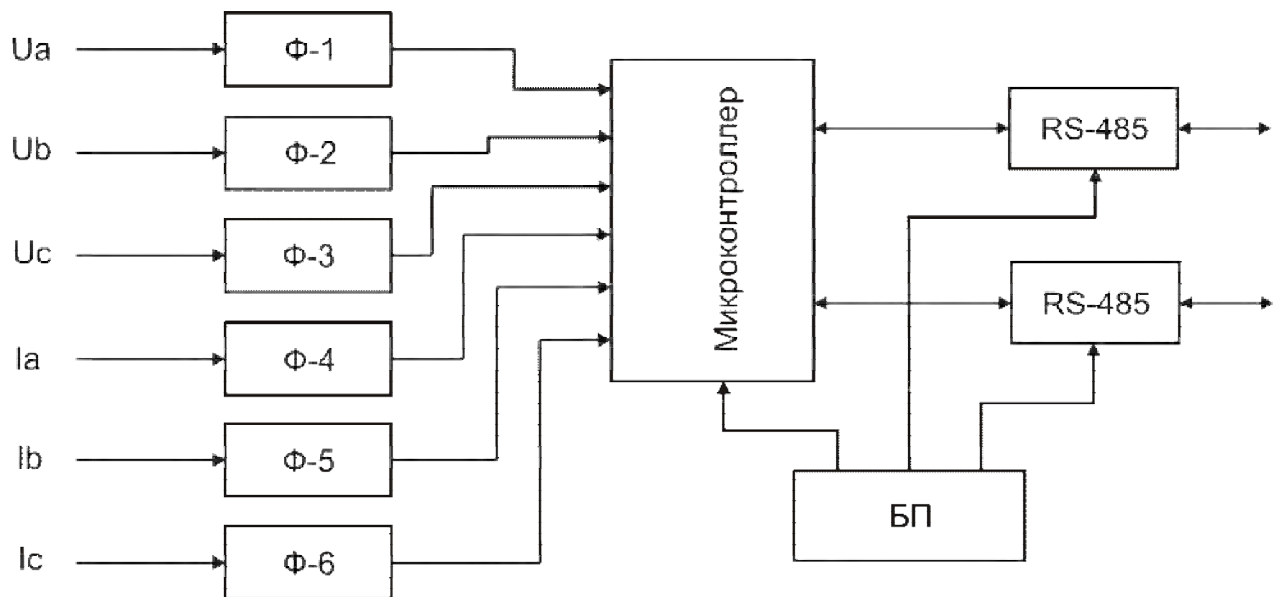 Ua
Ф-1
Ub
Ф-2
Uc
Ф-3
Ia
Ф-4
Ib
Ф-5
Ic
Ф-6
Микроконтроллер
RS-485
RS-485
БП